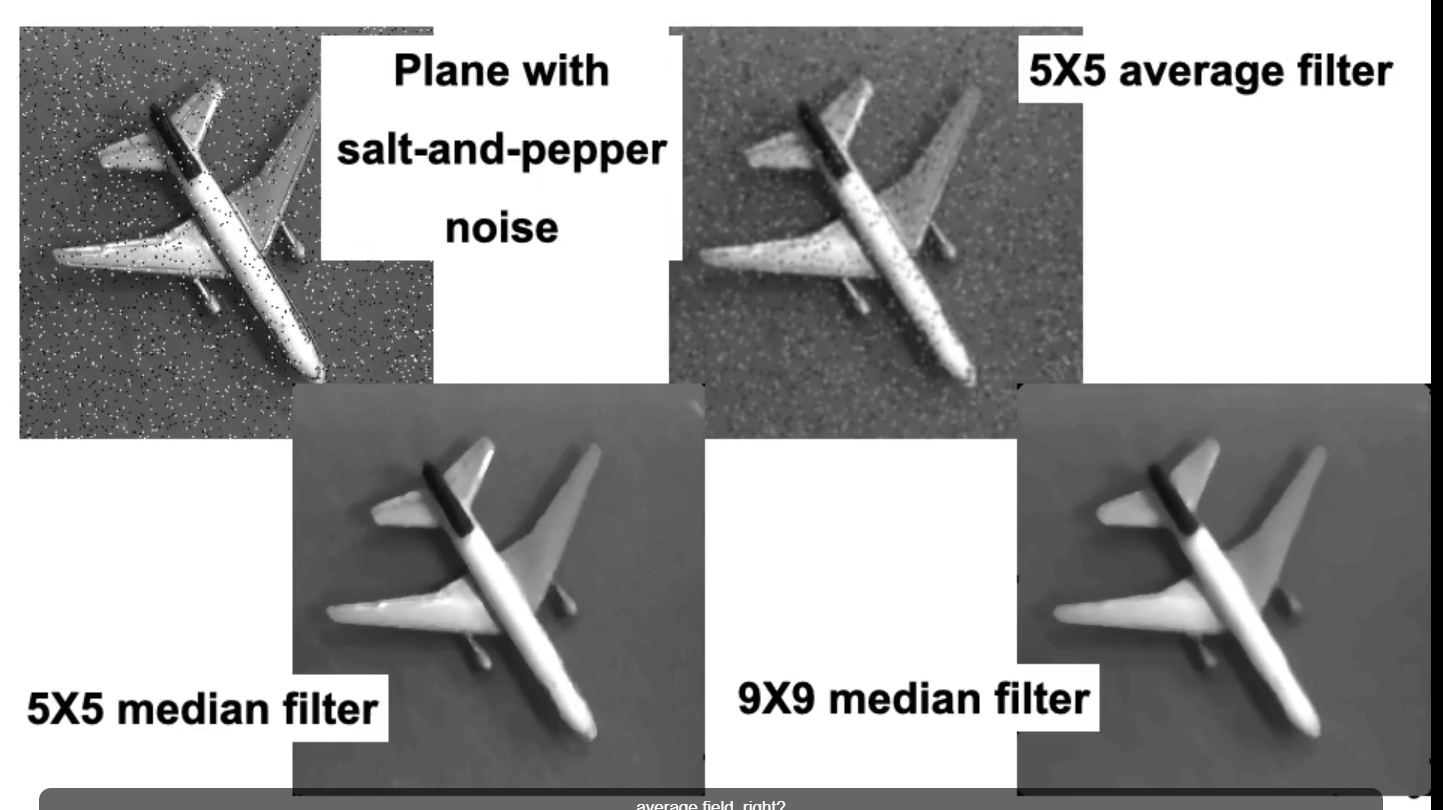 Plane with
salt-and-pepper
noise
5X5 average filter
5X5 median filter
9X9 median filter
average field, right?